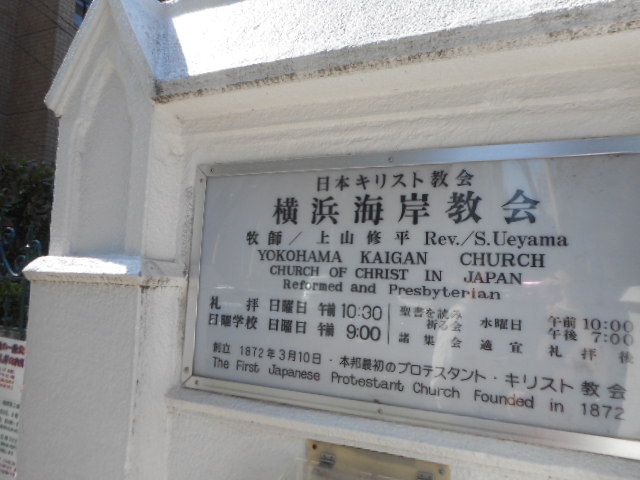 日本キリスト教会
横浜海岸教会
牧師／上山修平 Rev./S.Ueyama
YOKOHAMA KAIGAN CHURCH
CHURCH OF CHRIST IN JAPAN
Reformed and Presbyterian
礼拝 日曜日 午前 10:30
日曜学校 日曜日 午前 9:00
聖書を読み
祈る会 水曜日 午前 10:00
午後 7:00
諸集会 適宜 礼拝後
創立 1872年3月10日・本邦最初のプロテスタント・キリスト教会
The First Japanese Protestant Church Founded in 1872